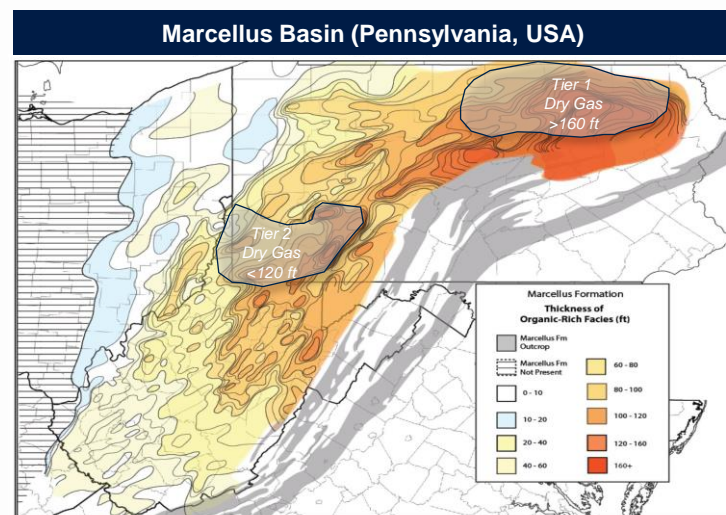 Marcellus Basin (Pennsylvania, USA)
Tier 1
Dry Gas
>160 ft
Tier 2
Dry Gas
<120 ft
Marcellus Formation
Thickness of
Organic-Rich Facies (ft)
Marcellus Fm
Outcrop
Marcellus Fm
Not Present
0 - 10
10 - 20
20 - 40
40 - 60
60 - 80
80 - 100
100 - 120
120 - 160
160+